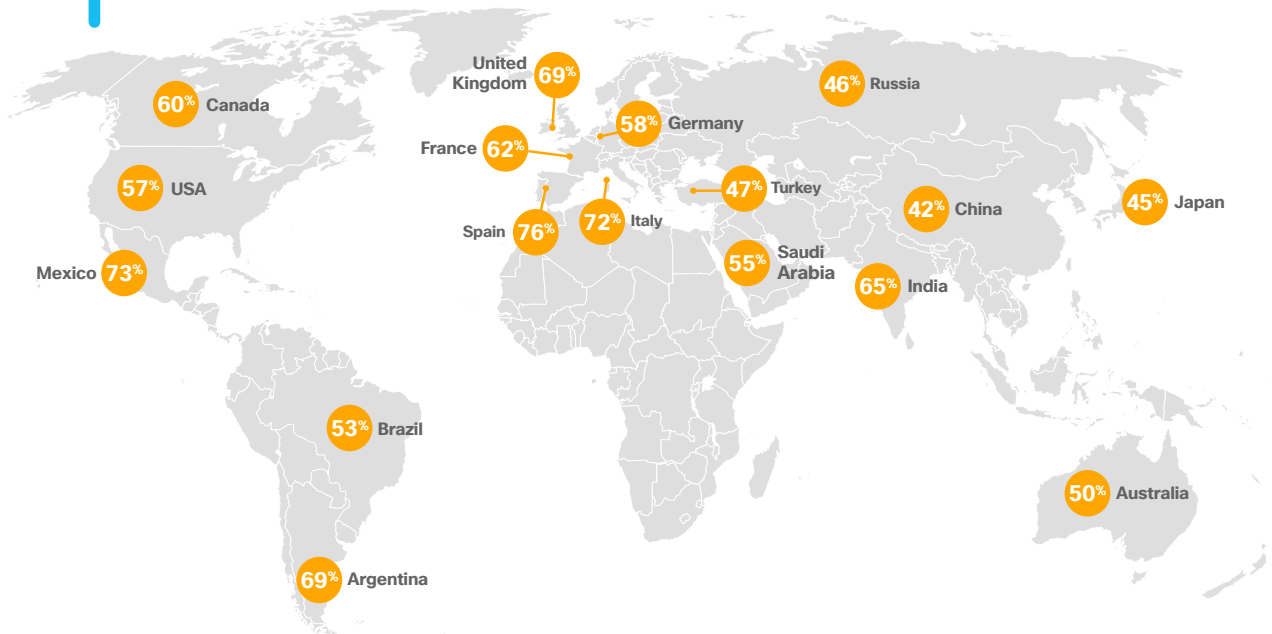 United
Kingdom
69%
46% Russia
60% Canada
58% Germany
France 62%
57% USA
47% Turkey
42% China
45% Japan
Spain 76%
72% Italy
Mexico 73%
55% Saudi
Arabia
65% India
53% Brazil
50% Australia
69% Argentina